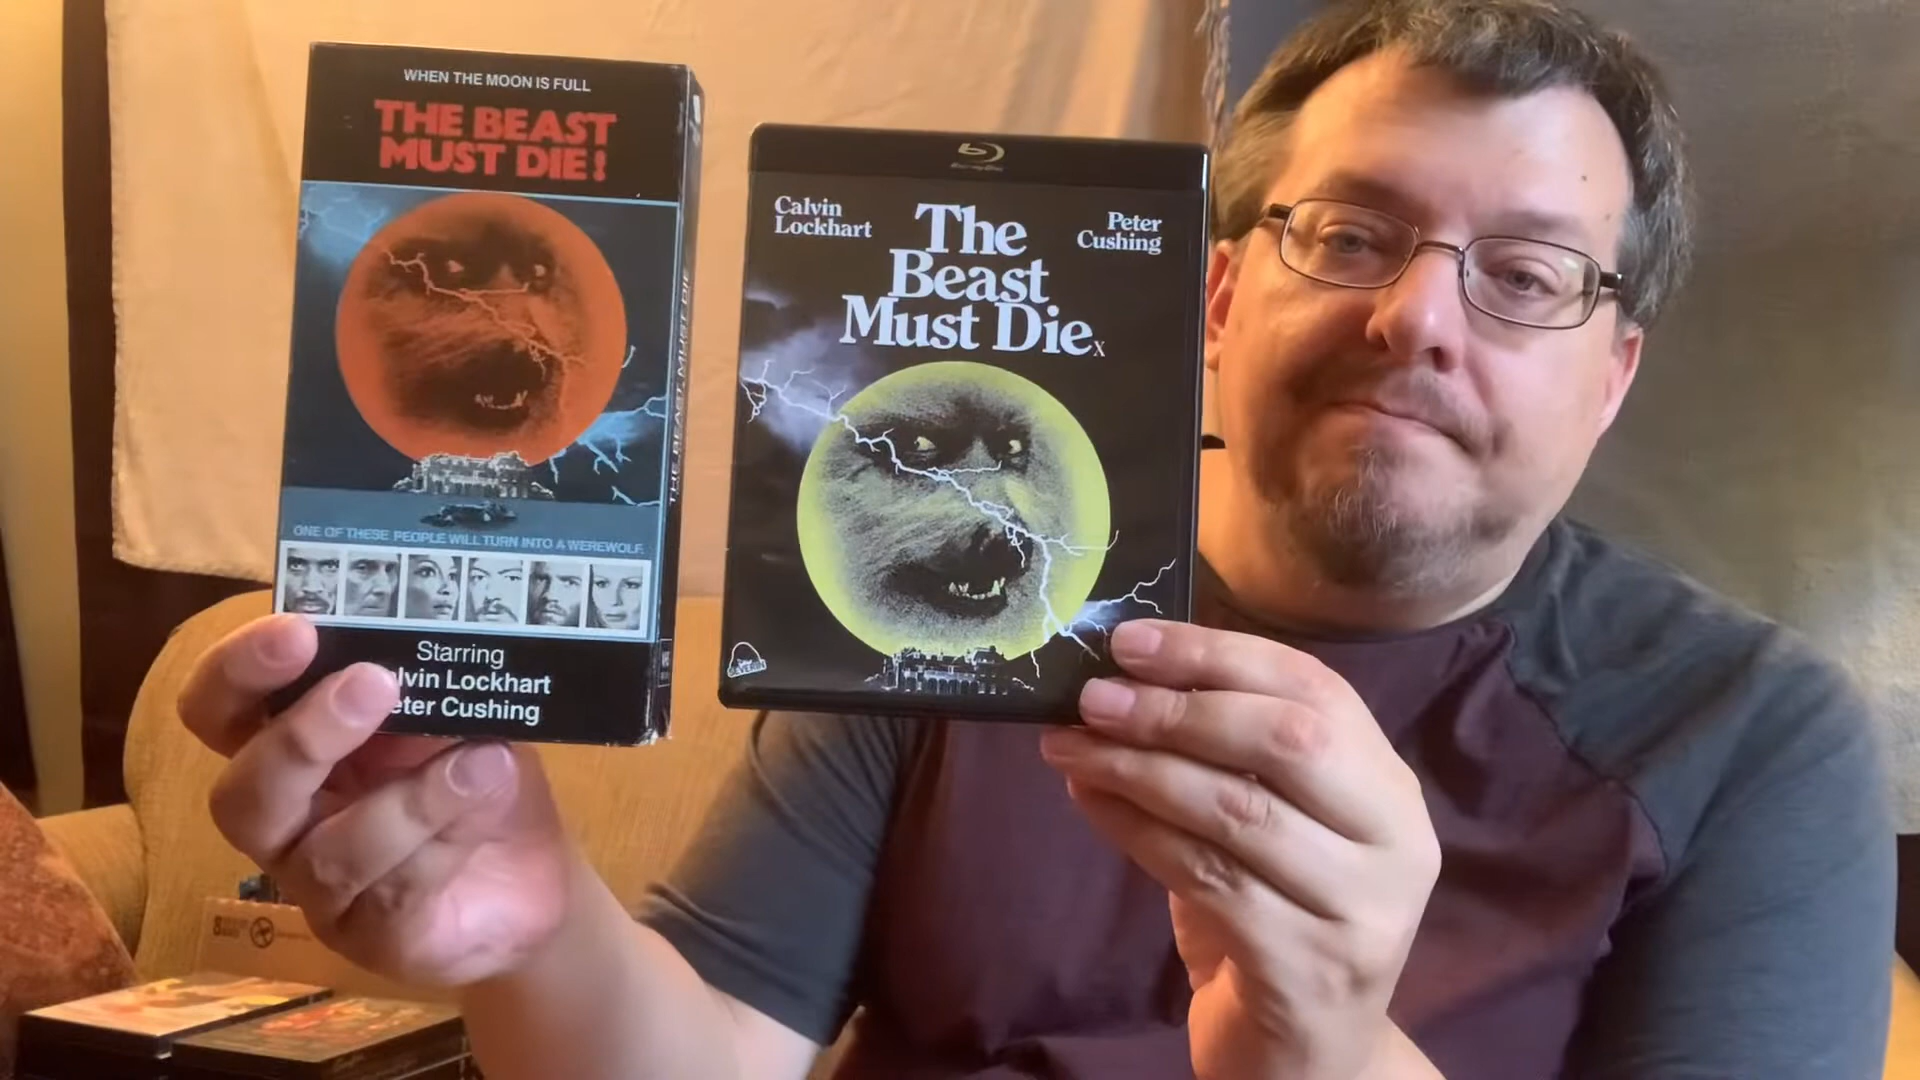 WHEN THE MOON IS FULL
THE BEAST
MUST DIE!
ONE OF THESE PEOPLE WILL TURN INTO A WEREWOLF.
Starring
lvin Lockhart
eter Cushing
THE BEAST MUST DIE
Calvin
Lockhart
The
Beast
Must Die
X
Peter
Cushing
SEVERIN